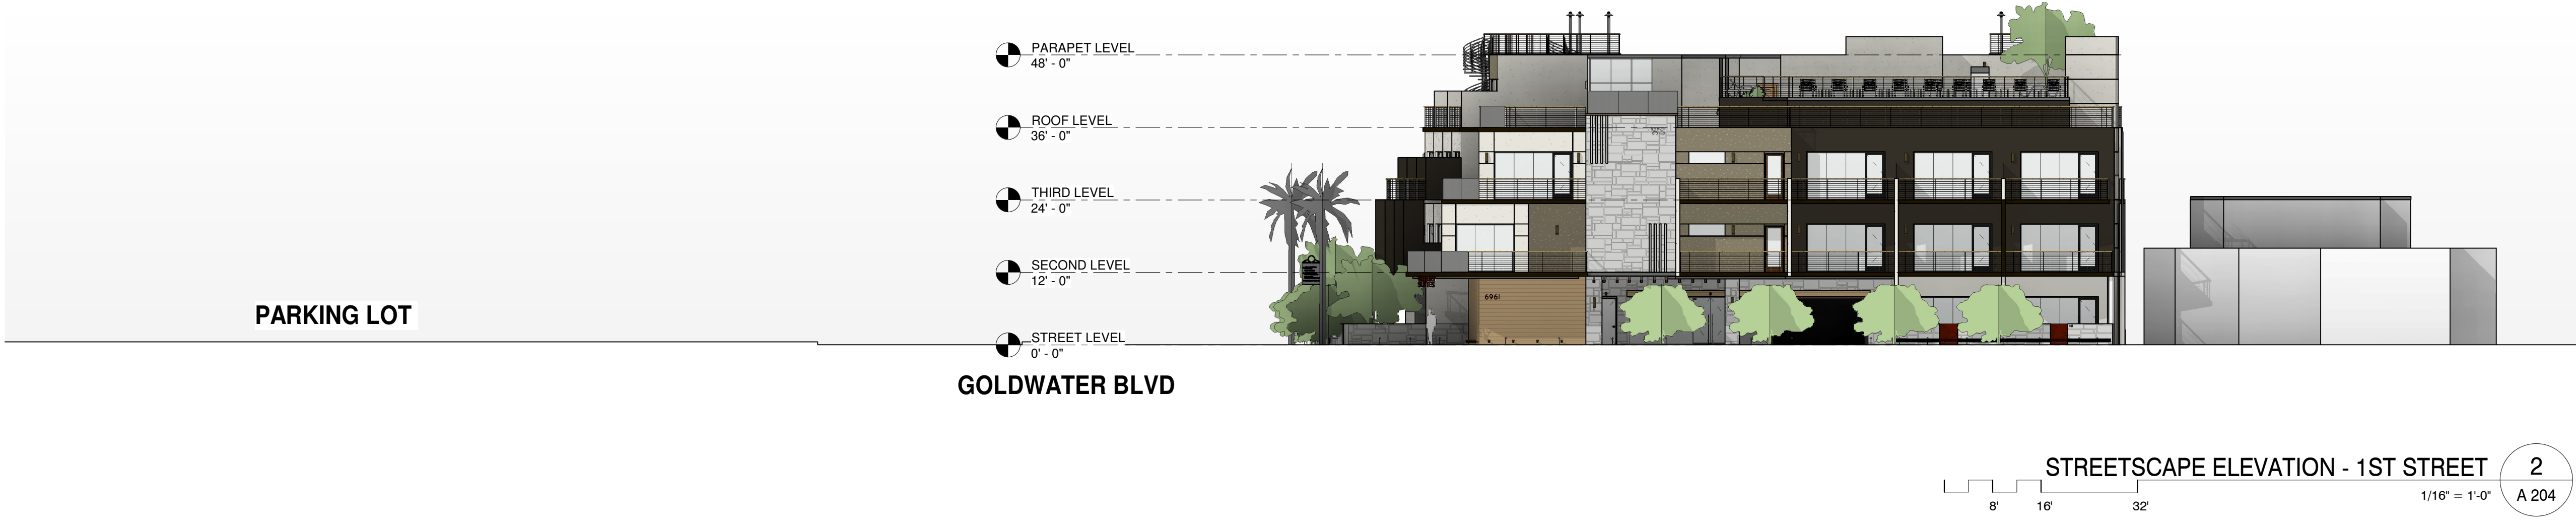 PARAPET LEVEL
48' - 0"
ROOF LEVEL
36' - 0"
THIRD LEVEL
24' - 0"
SECOND LEVEL
12' - 0"
STREET LEVEL
0' - 0"
PARKING LOT
GOLDWATER BLVD
WS
6961
STREETSCAPE ELEVATION - 1ST STREET
2
1/16" = 1'-0"
A 204
8'
16'
32'